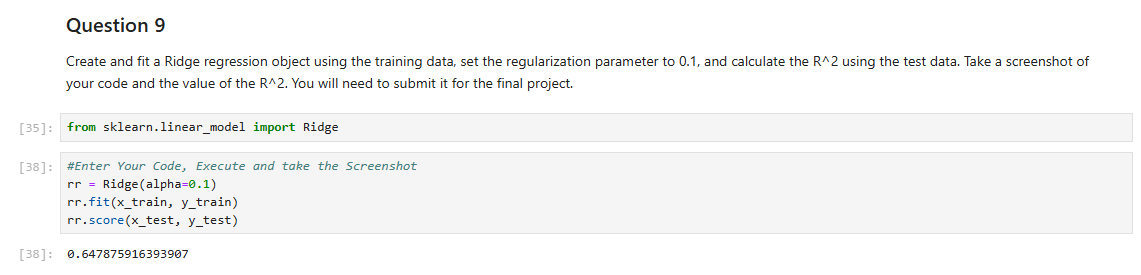 Question 9
Create and fit a Ridge regression object using the training data, set the regularization parameter to 0.1, and calculate the R^2 using the test data. Take a screenshot of
your code and the value of the R^2. You will need to submit it for the final project.
[35]: from sklearn.linear_model import Ridge
[38]: #Enter Your Code, Execute and take the Screenshot
rr = Ridge(alpha=0.1)
rr.fit(x_train, y_train)
rr.score(x_test, y_test)
[38]: 0.647875916393907